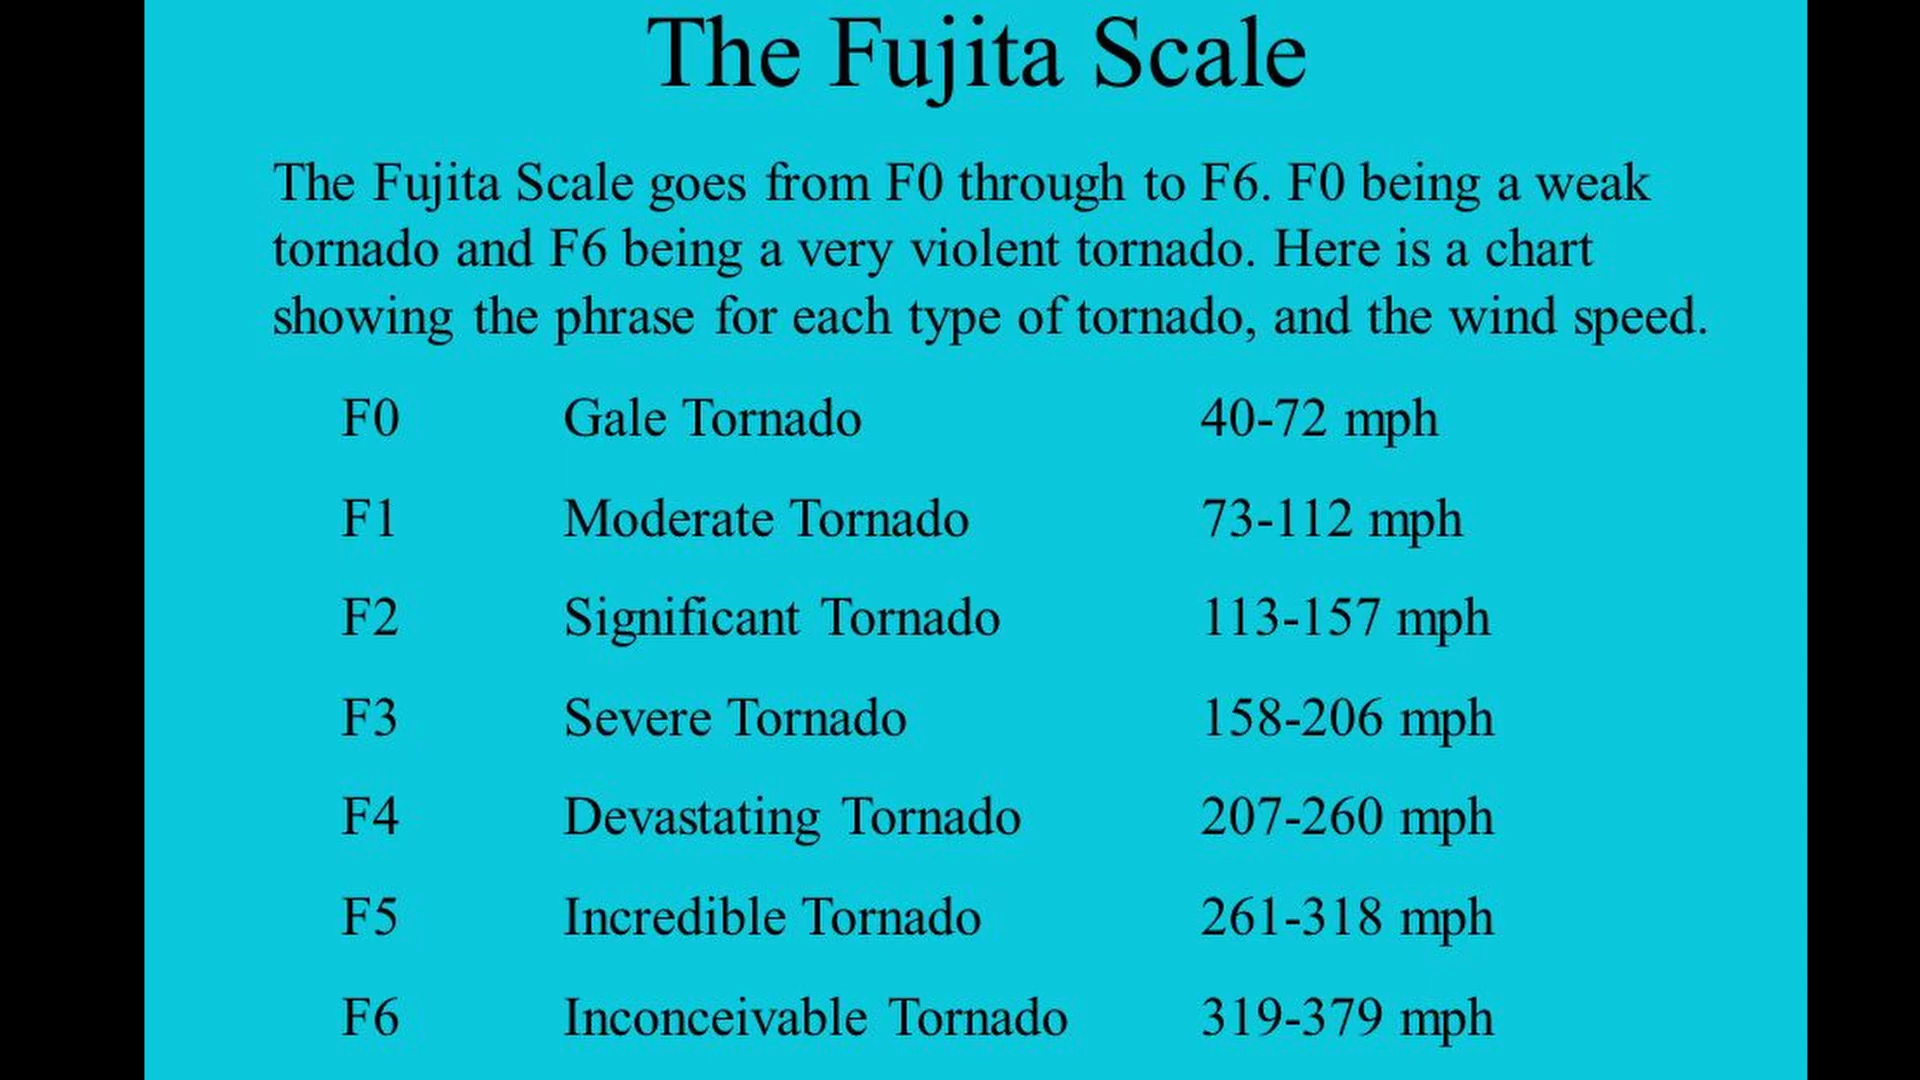 The Fujita Scale
The Fujita Scale goes from F0 through to F6. F0 being a weak
tornado and F6 being a very violent tornado. Here is a chart
showing the phrase for each type of tornado, and the wind speed.
F0 Gale Tornado 40-72 mph
F1 Moderate Tornado 73-112 mph
F2 Significant Tornado 113-157 mph
F3 Severe Tornado 158-206 mph
F4 Devastating Tornado 207-260 mph
F5 Incredible Tornado 261-318 mph
F6 Inconceivable Tornado 319-379 mph